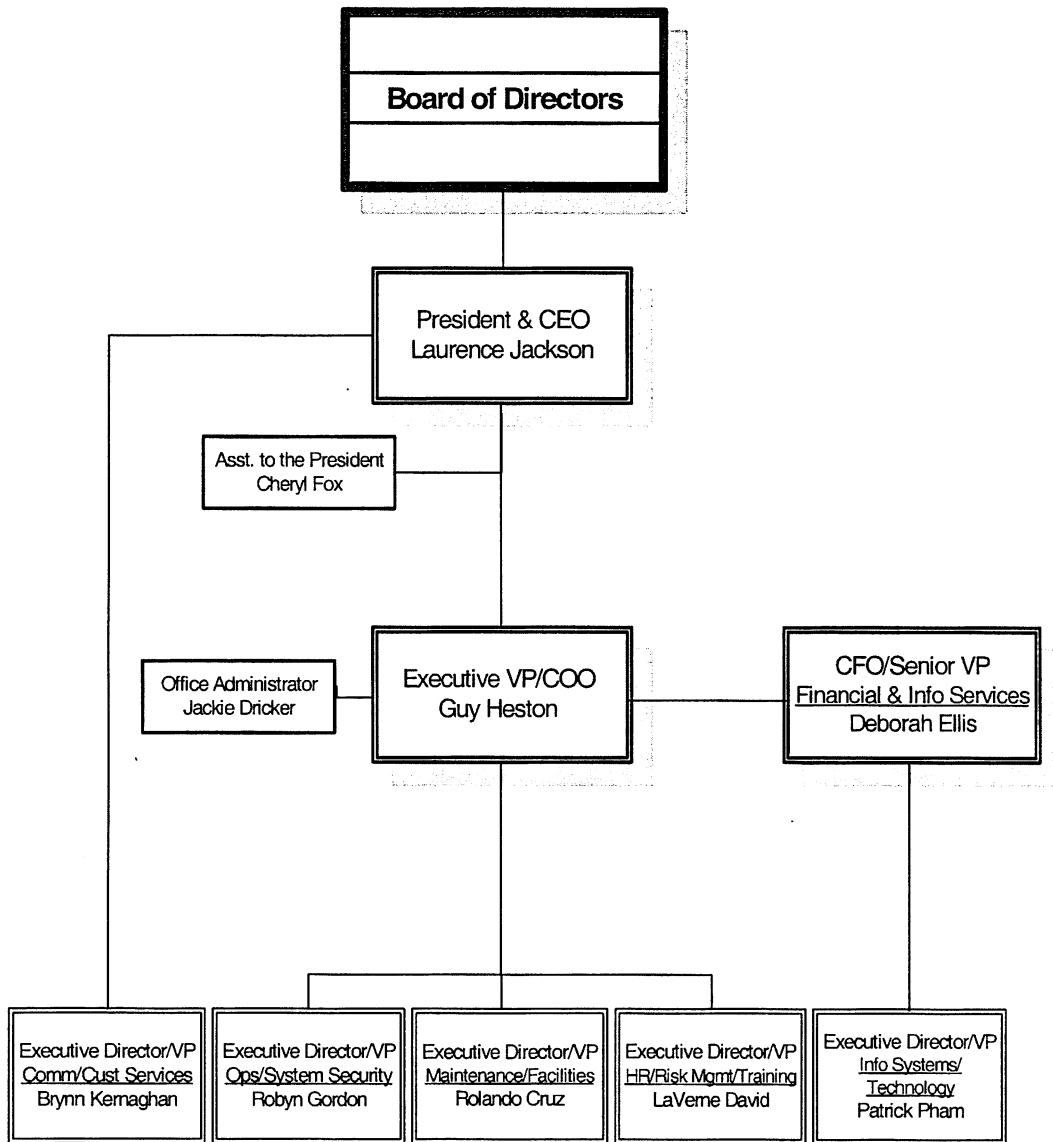 Board of Directors
President & CEO
Laurence Jackson
Asst. to the President
Cheryl Fox
Office Administrator
Jackie Dricker
Executive VP/COO
Guy Heston
CFO/Senior VP
Financial & Info Services
Deborah Ellis
Executive Director/VP
Comm/Cust Services
Brynn Kernaghan
Executive Director/VP
Ops/System Security
Robyn Gordon
Executive Director/VP
Maintenance/Facilities
Rolando Cruz
Executive Director/VP
HR/Risk Mgmt/Training
LaVerne David
Executive Director/VP
Info Systems/
Technology
Patrick Pham